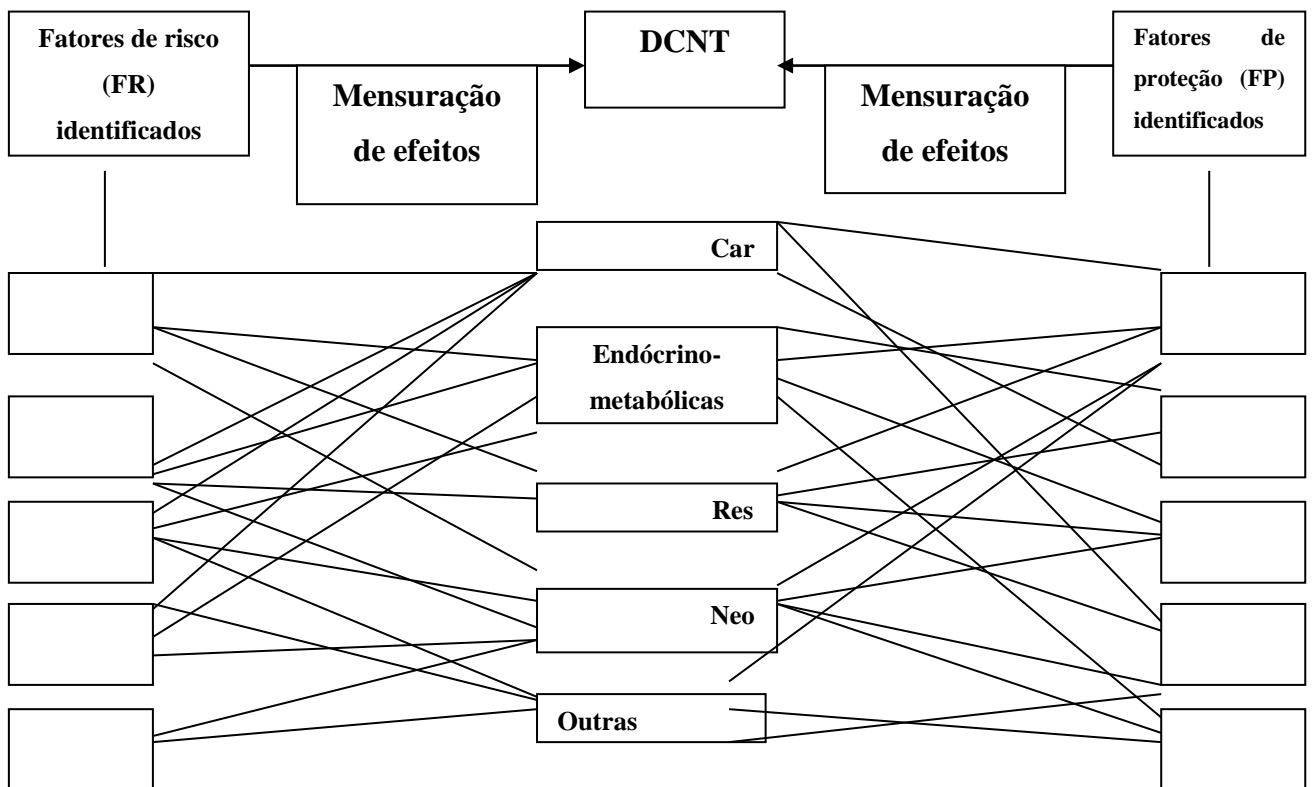 Fatores de risco
(FR)
identificados
Mensuração
de efeitos
DCNT
Mensuração
de efeitos
Fatores de
proteção (FP)
identificados
Car
Endócrino-
metabólicas
Res
Neo
Outras